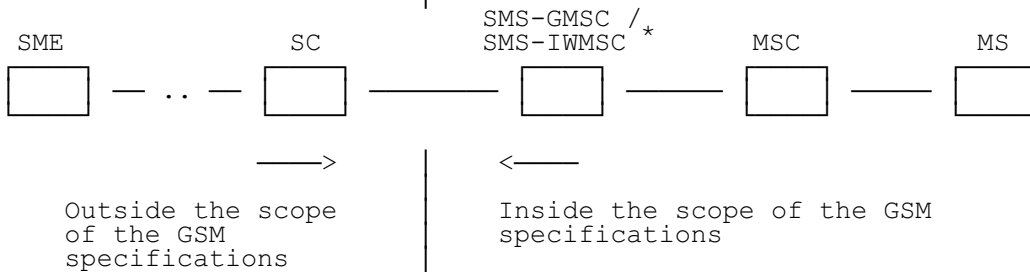 SMS-GMSC /
SME SC SMS-IWMSC * MSC MS
..
Outside the scope
of the GSM
specifications
Inside the scope of the GSM
specifications